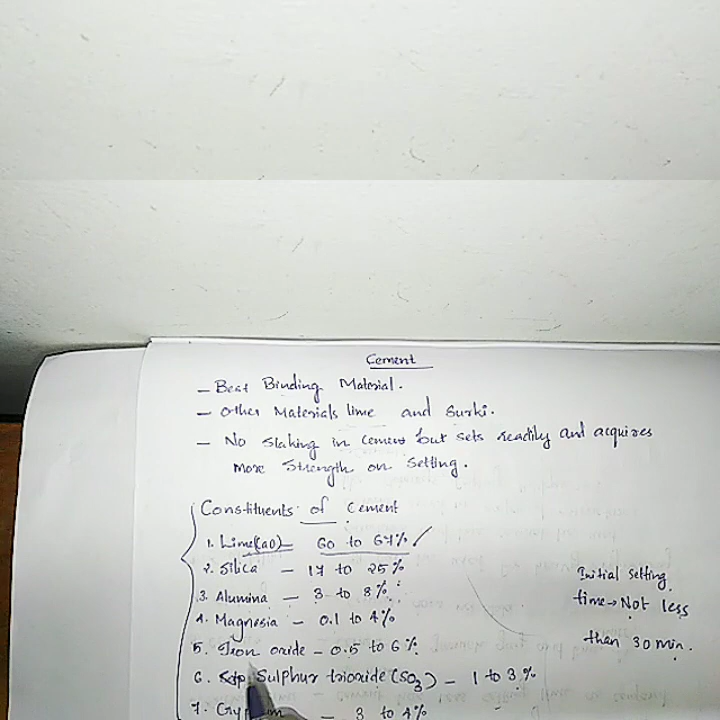 Cement
- Best Binding Material.
- Other Materials lime and Surki.
- No Slaking in cement but sets readily and acquires
more Strength on Setting.
Constituents of Cement
1. Lime(CaO) - 60 to 67%
2. Silica - 17 to 25%
3. Alumina - 3 to 8%
4. Magnesia - 0.1 to 4%
5. Iron oxide - 0.5 to 6%
6. Sulphur trioxide (SO3) - 1 to 3%
7. - 3 to 4%
Initial Setting
time → Not less
than 30 min.